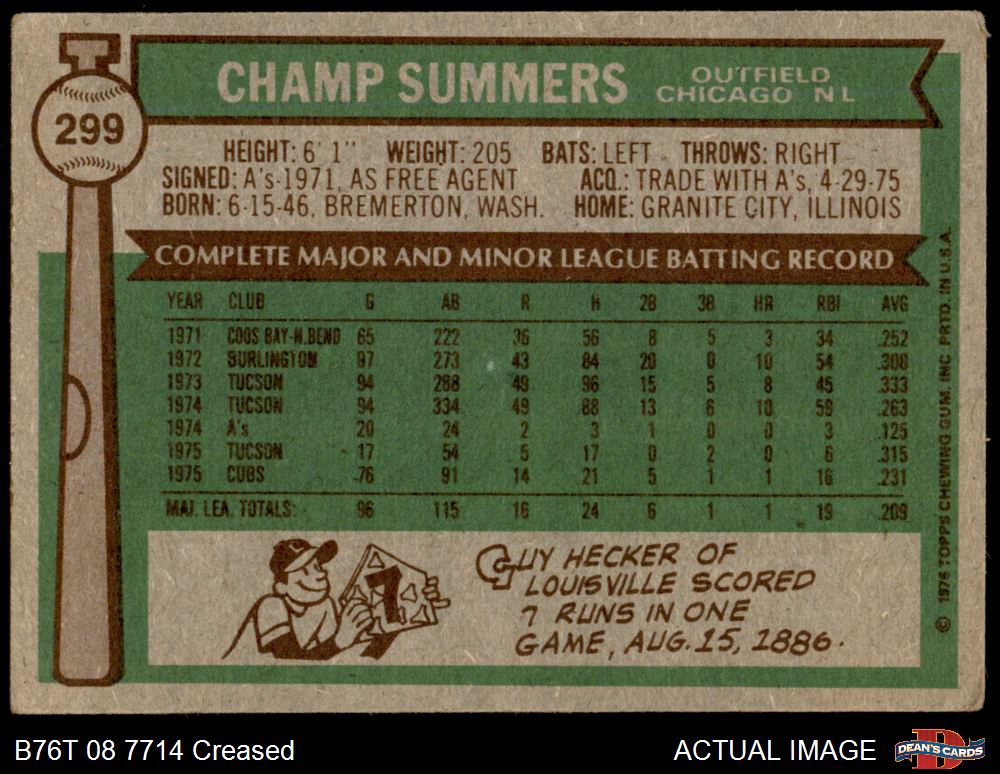 299
CHAMP SUMMERS
OUTFIELD
CHICAGO NL
HEIGHT: 6' 1" WEIGHT: 205 BATS: LEFT THROWS: RIGHT
SIGNED: A's-1971, AS FREE AGENT ACQ.: TRADE WITH A's, 4-29-75
BORN: 6-15-46, BREMERTON, WASH. HOME: GRANITE CITY, ILLINOIS
COMPLETE MAJOR AND MINOR LEAGUE BATTING RECORD
YEAR CLUB G AB R H 2B 3B HR RBI AVG
1971 COOS BAY-N.BEND 65 222 36 56 8 5 3 34 .252
1972 BURLINGTON 97 273 43 84 20 0 10 54 .308
1973 TUCSON 94 288 49 96 15 5 8 45 .333
1974 TUCSON 94 334 49 88 13 6 10 59 .263
1974 A's 20 24 2 3 1 0 0 3 .125
1975 TUCSON 17 54 5 17 0 2 0 6 .315
1975 CUBS 76 91 14 21 5 1 1 16 .231
MAJ. LEA. TOTALS: 96 115 16 24 6 1 1 19 .209
7
GUY HECKER OF
LOUISVILLE SCORED
7 RUNS IN ONE
GAME, AUG. 15, 1886.
© 1976 TOPPS CHEWING GUM, INC. PRTD. IN U.S.A.
B76T 08 7714 Creased
ACTUAL IMAGE
D
DEAN'S CARDS